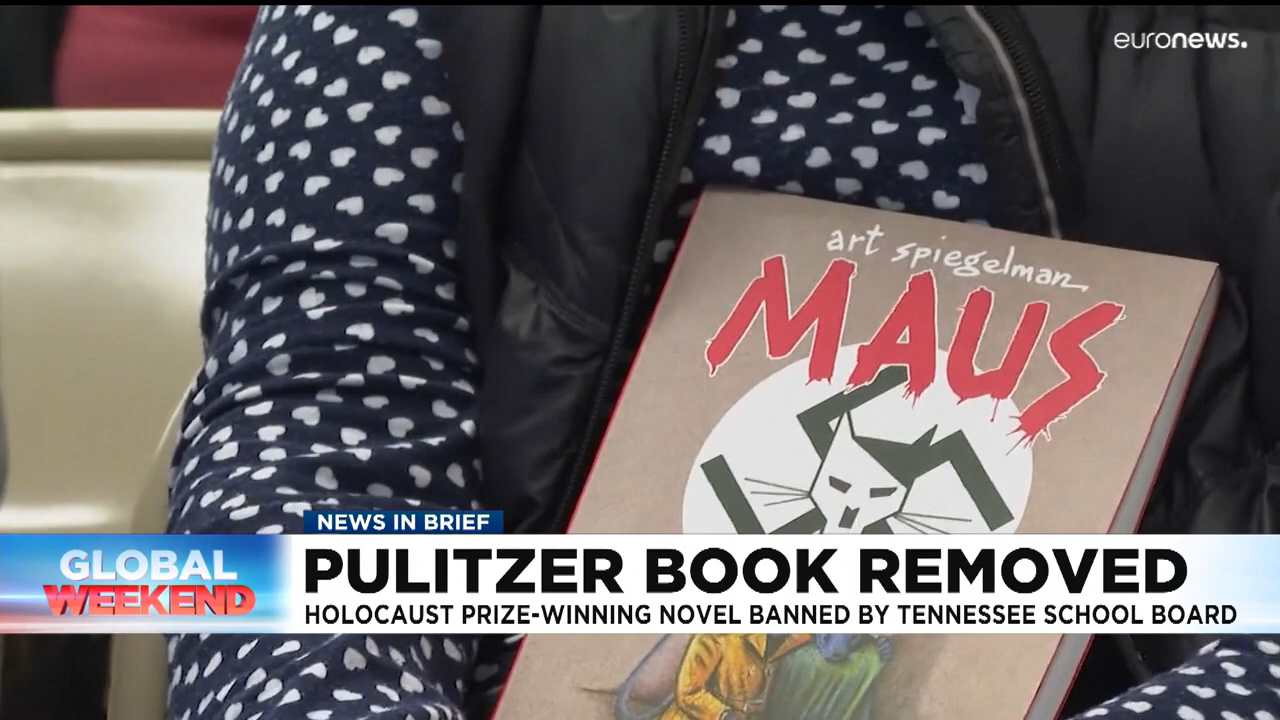 euronews.
art spiegelman
MAUS
NEWS IN BRIEF
GLOBAL
WEEKEND
PULITZER BOOK REMOVED
HOLOCAUST PRIZE-WINNING NOVEL BANNED BY TENNESSEE SCHOOL BOARD